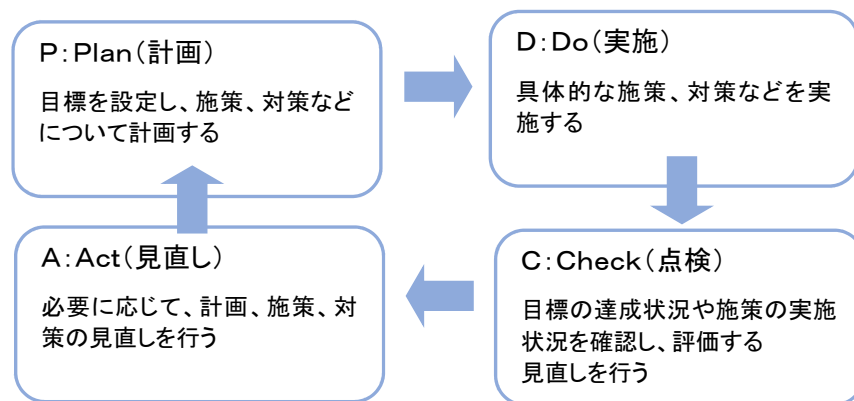 P:Plan(計画)
目標を設定し、施策、対策など
について計画する
D:Do(実施)
具体的な施策、対策などを実
施する
A:Act(見直し)
必要に応じて、計画、施策、対
策の見直しを行う
C:Check(点検)
目標の達成状況や施策の実施
状況を確認し、評価する
見直しを行う